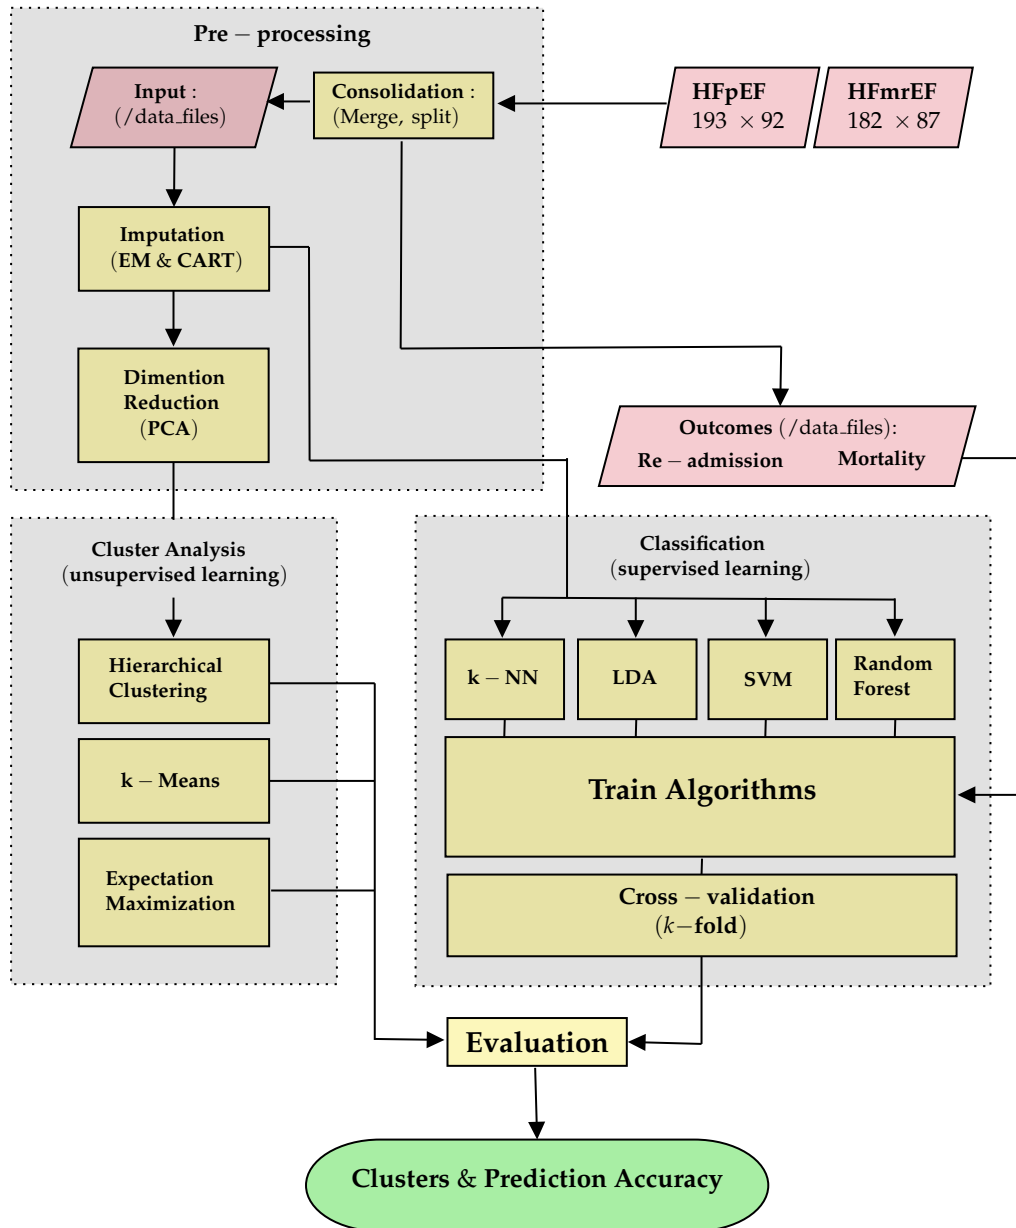 Pre − processing
Input :
(/data_files)
Consolidation :
(Merge, split)
HFpEF
193 × 92
HFmrEF
182 × 87
Imputation
(EM & CART)
Dimention
Reduction
(PCA)
Outcomes (/data_files):
Re − admission
Mortality
Cluster Analysis
(unsupervised learning)
Classification
(supervised learning)
Hierarchical
Clustering
k − Means
Expectation
Maximization
k − NN
LDA
SVM
Random
Forest
Train Algorithms
Cross − validation
(k−fold)
Evaluation
Clusters & Prediction Accuracy